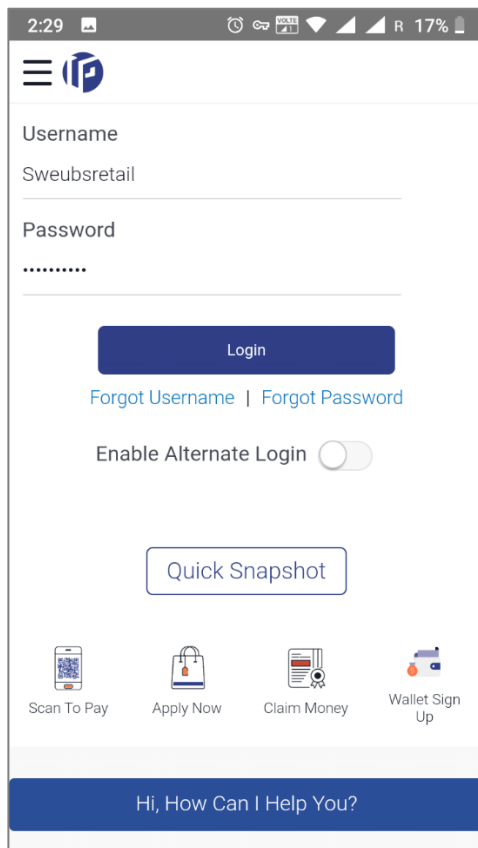 2:29 VOLTE R 17%
Username
Sweubsretail
Password
••••••••••
Login
Forgot Username | Forgot Password
Enable Alternate Login
Quick Snapshot
Scan To Pay Apply Now Claim Money Wallet Sign
Up
Hi, How Can I Help You?